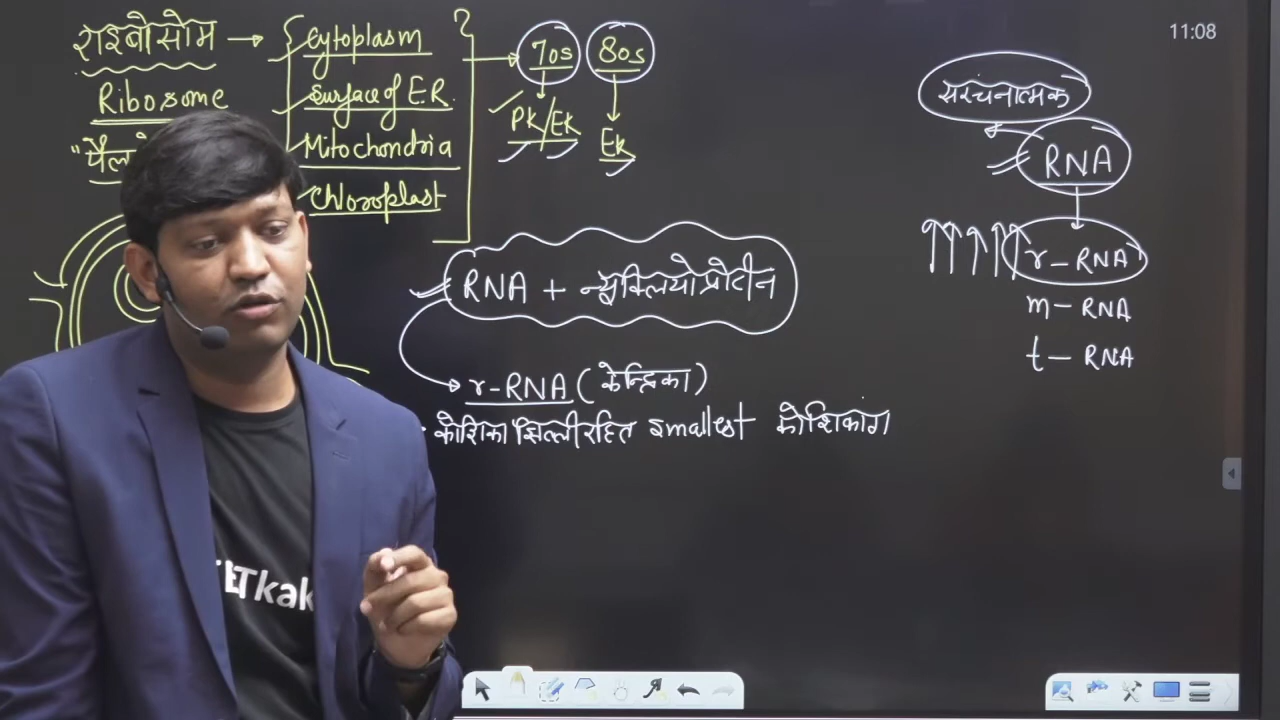 राइबोसोम → Cytoplasm ?
Ribosome Surface of E.R.
Mitochondria
Chloroplast
70s 80s
PK/EK EK
RNA + न्यूक्लियोप्रोटीन
r-RNA (केन्द्रिका)
कोशिका झिल्ली रहित smallest कोशिकांग
11:08
संरचनात्मक
RNA
r-RNA
m-RNA
t-RNA